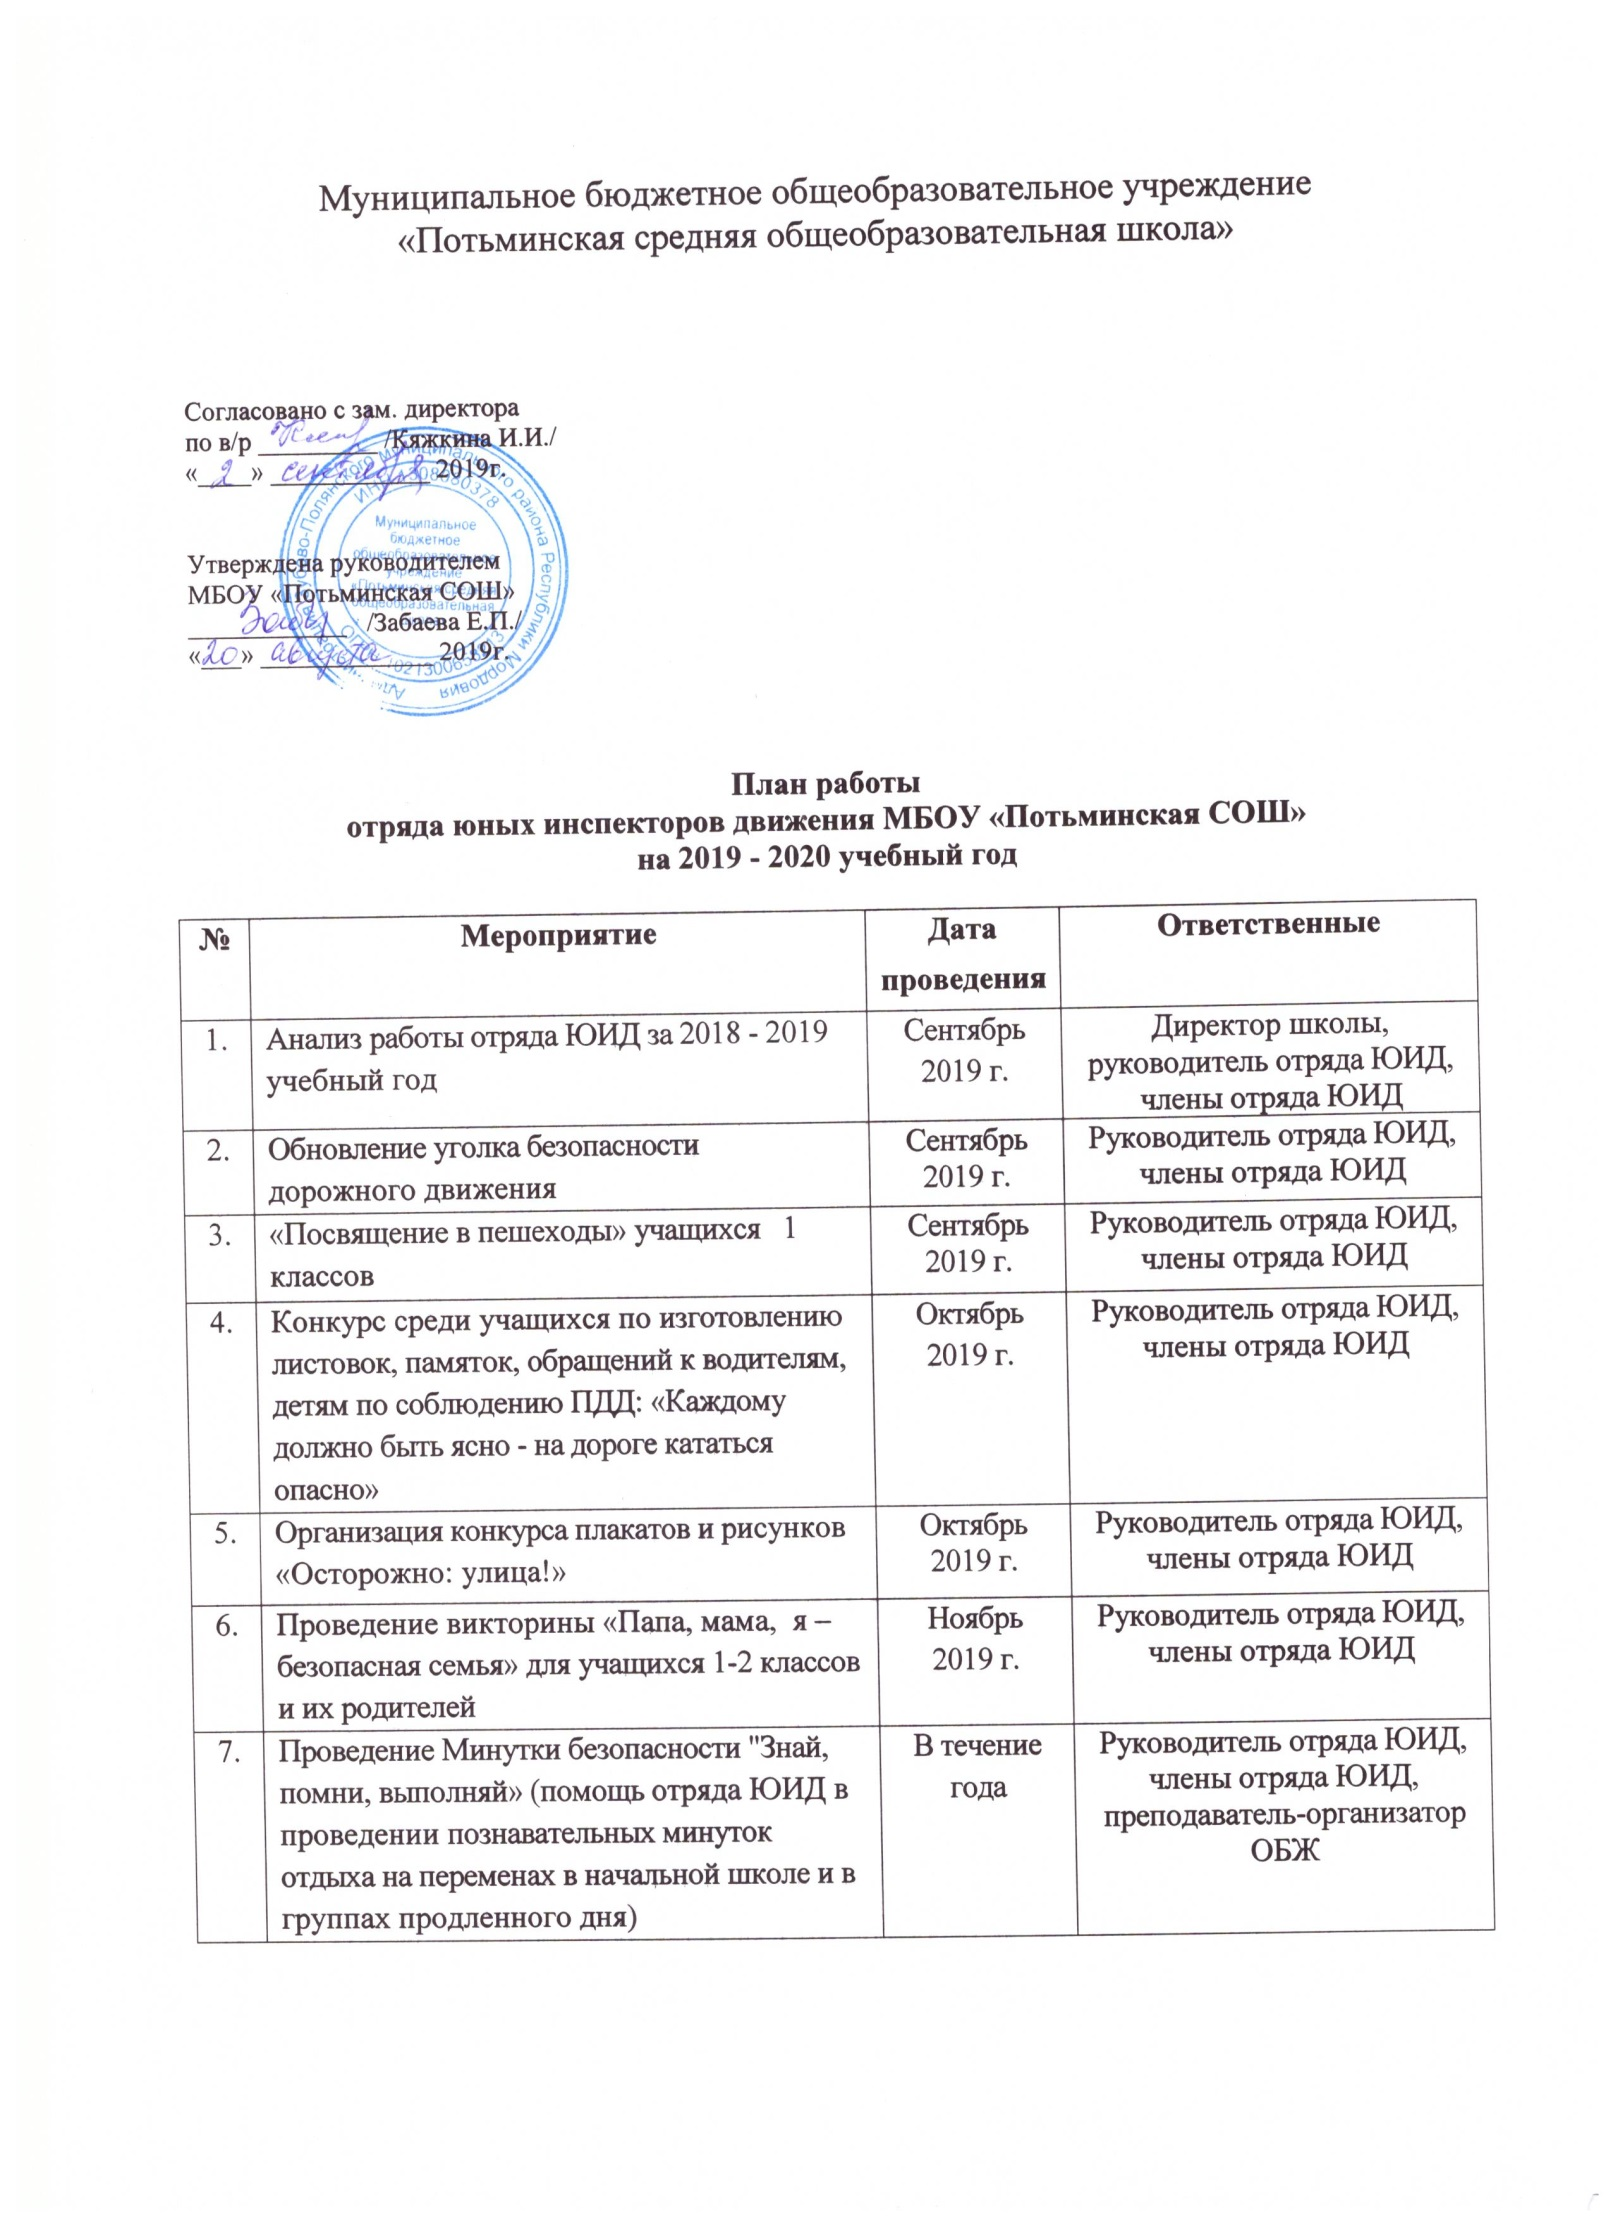 Муниципальное бюджетное общеобразовательное учреждение
«Потьминская средняя общеобразовательная школа»
Согласовано с зам. директора
по в/р /Кяжкина И.И./
«2» сентября 2019г.
Утверждена руководителем
МБОУ «Потьминская СОШ»
/Забаева Е.П./
«20» августа 2019г.
Муниципальное
бюджетное
общеобразовательное
учреждение
«Потьминская средняя
общеобразовательная
План работы
отряда юных инспекторов движения МБОУ «Потьминская СОШ»
на 2019 - 2020 учебный год
№ Мероприятие Дата Ответственные
проведения
1. Анализ работы отряда ЮИД за 2018 - 2019 Сентябрь Директор школы,
учебный год 2019 г. руководитель отряда ЮИД,
члены отряда ЮИД
2. Обновление уголка безопасности Сентябрь Руководитель отряда ЮИД,
дорожного движения 2019 г. члены отряда ЮИД
3. «Посвящение в пешеходы» учащихся 1 Сентябрь Руководитель отряда ЮИД,
классов 2019 г. члены отряда ЮИД
4. Конкурс среди учащихся по изготовлению Октябрь Руководитель отряда ЮИД,
листовок, памяток, обращений к водителям, 2019 г. члены отряда ЮИД
детям по соблюдению ПДД: «Каждому
должно быть ясно - на дороге кататься
опасно»
5. Организация конкурса плакатов и рисунков Октябрь Руководитель отряда ЮИД,
«Осторожно: улица!» 2019 г. члены отряда ЮИД
6. Проведение викторины «Папа, мама, я – Ноябрь Руководитель отряда ЮИД,
безопасная семья» для учащихся 1-2 классов 2019 г. члены отряда ЮИД
и их родителей
7. Проведение Минутки безопасности "Знай, В течение Руководитель отряда ЮИД,
помни, выполняй» (помощь отряда ЮИД в года члены отряда ЮИД,
проведении познавательных минуток преподаватель-организатор
отдыха на переменах в начальной школе и в ОБЖ
группах продленного дня)